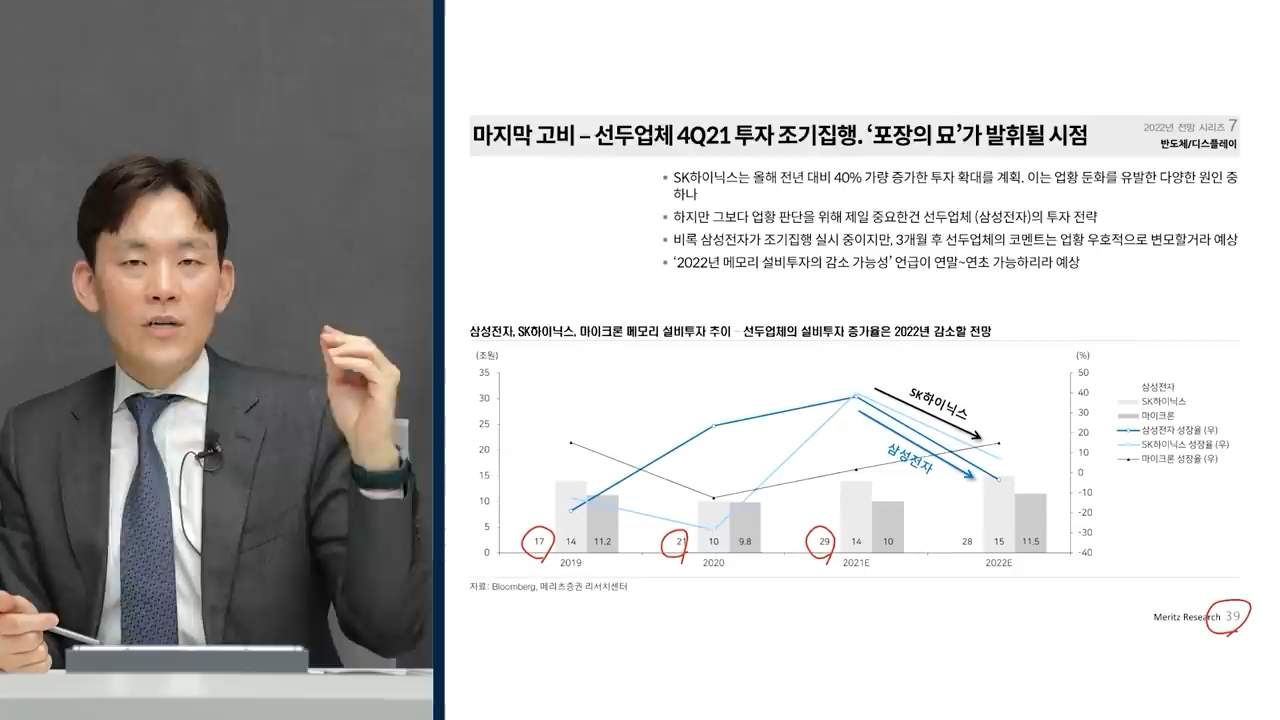 마지막 고비 – 선두업체 4Q21 투자 조기집행. ‘포장의 묘’가 발휘될 시점
2022년 전망 시리즈 7
반도체/디스플레이
▪ SK하이닉스는 올해 전년 대비 40% 가량 증가한 투자 확대를 계획. 이는 업황 둔화를 유발한 다양한 원인 중
하나
▪ 하지만 그보다 업황 판단을 위해 제일 중요한건 선두업체 (삼성전자)의 투자 전략
▪ 비록 삼성전자가 조기집행 실시 중이지만, 3개월 후 선두업체의 코멘트는 업황 우호적으로 변모할거라 예상
▪ ‘2022년 메모리 설비투자의 감소 가능성’ 언급이 연말~연초 가능하리라 예상
삼성전자, SK하이닉스, 마이크론 메모리 설비투자 추이 – 선두업체의 설비투자 증가율은 2022년 감소할 전망
(조원)
(%)
35
30
25
20
15
10
5
0
50
40
30
20
10
0
-10
-20
-30
-40
SK하이닉스
삼성전자
17 14 11.2
21 10 9.8
29 14 10
28 15 11.5
2019 2020 2021E 2022E
삼성전자
SK하이닉스
마이크론
삼성전자 성장율 (우)
SK하이닉스 성장율 (우)
마이크론 성장율 (우)
자료: Bloomberg, 메리츠증권 리서치센터
Meritz Research 39